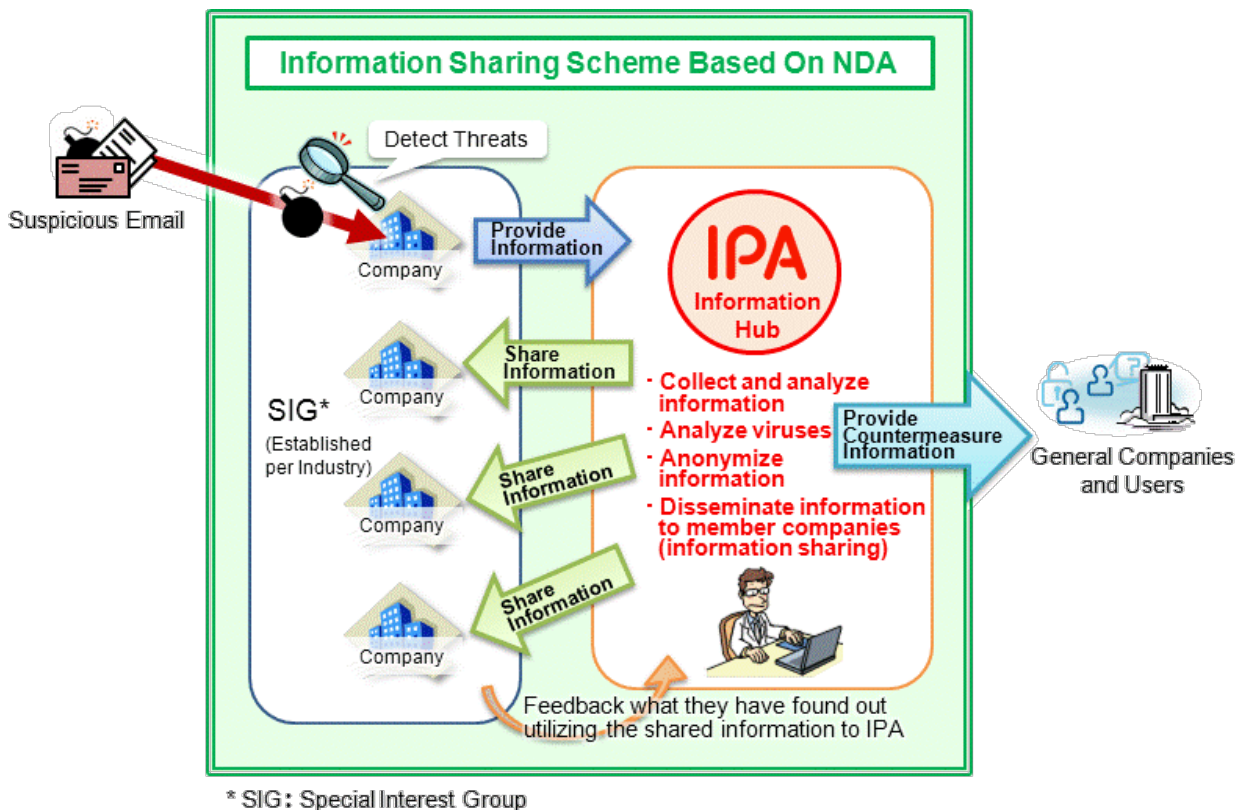 Information Sharing Scheme Based On NDA
Detect Threats
Suspicious Email
Company
Provide
Information
IPA
Information
Hub
Share
Information
Company
SIG*
(Established
per Industry)
Share
Information
Company
Share
Information
Company
· Collect and analyze
information
· Analyze viruses
· Anonymize
information
· Disseminate information
to member companies
(information sharing)
Provide
Countermeasure
Information
General Companies
and Users
Feedback what they have found out
utilizing the shared information to IPA
* SIG: Special Interest Group